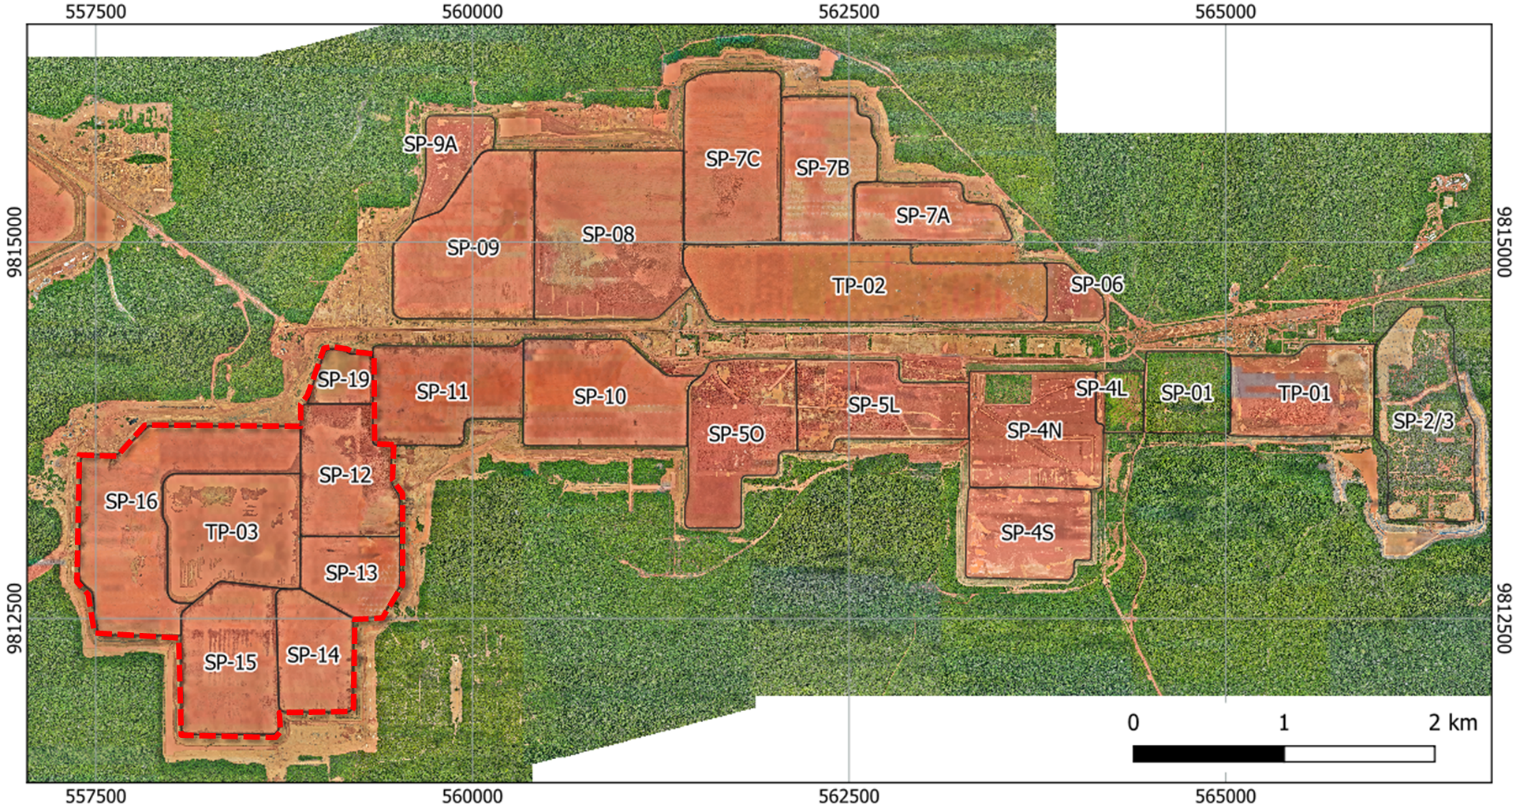 557500 560000 562500 565000
SP-9A
SP-7C
SP-7B
SP-7A
9815000
9815000
SP-09
SP-08
TP-02
SP-06
SP-19
SP-11
SP-10
SP-5O
SP-5L
SP-4N
SP-4L
SP-01
TP-01
SP-2/3
SP-12
SP-16
TP-03
SP-4S
SP-13
9812500
9812500
SP-15
SP-14
0 1 2 km
557500 560000 562500 565000